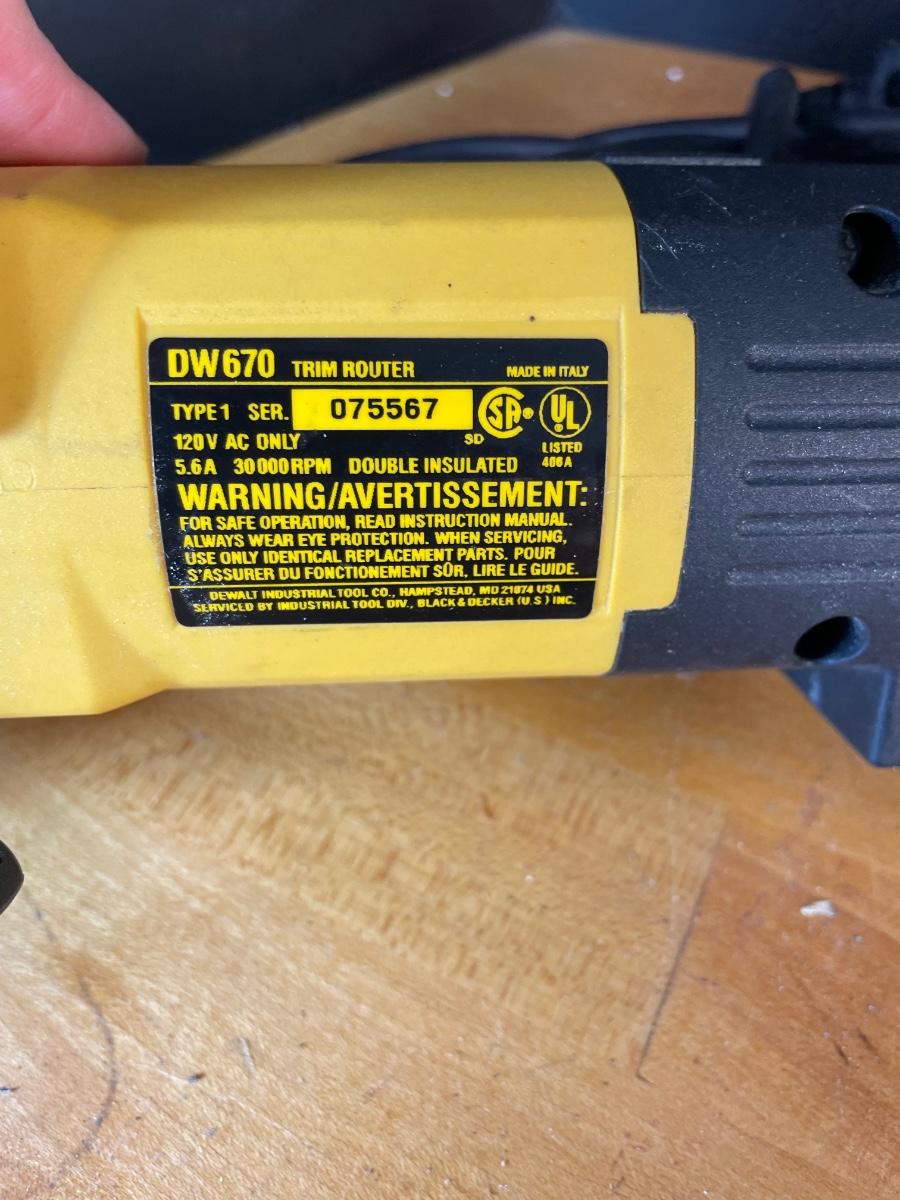 DW670 TRIM ROUTER MADE IN ITALY
TYPE 1 SER. 075567 SA® UL
120V AC ONLY SD LISTED
5.6A 30000RPM DOUBLE INSULATED 406A
WARNING/AVERTISSEMENT:
FOR SAFE OPERATION, READ INSTRUCTION MANUAL.
ALWAYS WEAR EYE PROTECTION. WHEN SERVICING,
USE ONLY IDENTICAL REPLACEMENT PARTS. POUR
S'ASSURER DU FONCTIONEMENT SÛR, LIRE LE GUIDE.
DEWALT INDUSTRIAL TOOL CO., HAMPSTEAD, MD 21074 USA
SERVICED BY INDUSTRIAL TOOL DIV., BLACK & DECKER (U.S.) INC.